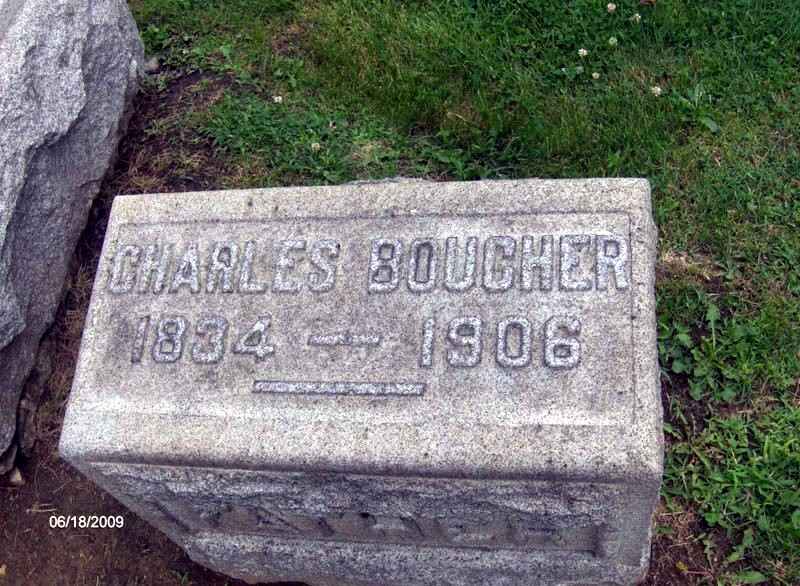 CHARLES BOUCHER
1834 — 1906
06/18/2009